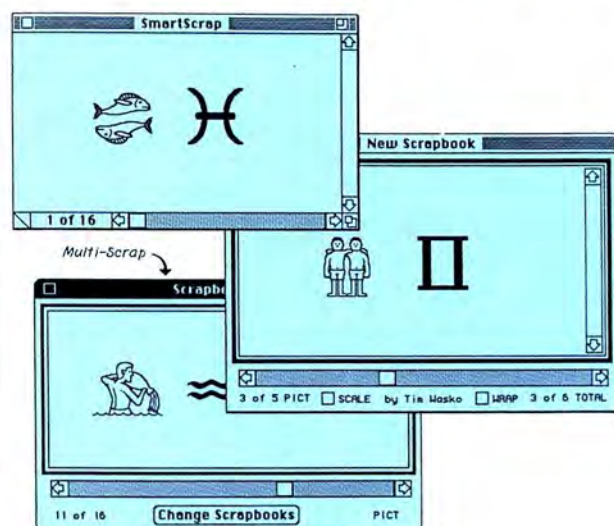 SmartScrap
1 of 16
New Scrapbook
3 of 5 PICT SCALE by Tim Wasko WRAP 3 of 6 TOTAL
Multi-Scrap
11 of 16 Change Scrapbooks PICT